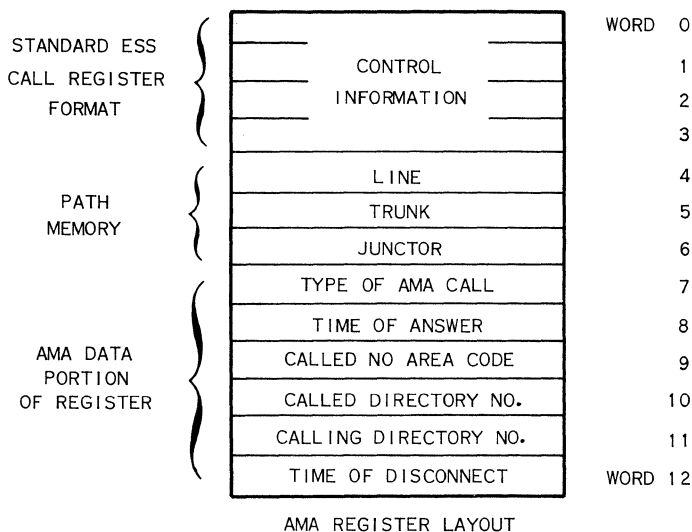 WORD 0
STANDARD ESS
CALL REGISTER
FORMAT
CONTROL
INFORMATION
1
2
3
PATH
MEMORY
LINE 4
TRUNK 5
JUNCTOR 6
AMA DATA
PORTION
OF REGISTER
TYPE OF AMA CALL 7
TIME OF ANSWER 8
CALLED NO AREA CODE 9
CALLED DIRECTORY NO. 10
CALLING DIRECTORY NO. 11
TIME OF DISCONNECT WORD 12
AMA REGISTER LAYOUT